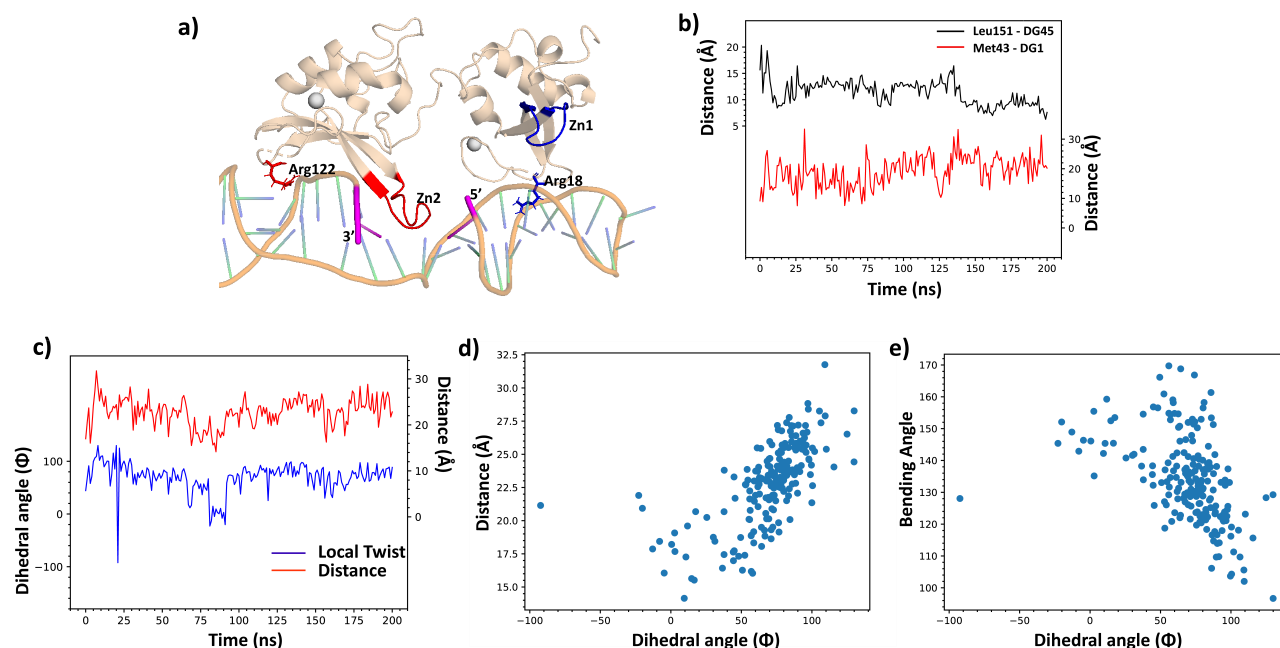 a)
Zn1
Arg122
Arg18
Zn2
5’
3’
b)
Leu151 - DG45
Met43 - DG1
Distance (Å)
20
15
10
5
30
20
10
0
Distance (Å)
0
25
50
75
100
125
150
175
200
Time (ns)
c)
Dihedral angle (Φ)
100
0
−100
30
20
10
0
Distance (Å)
Local Twist
Distance
0
25
50
75
100
125
150
175
200
Time (ns)
d)
Distance (Å)
32.5
30.0
27.5
25.0
22.5
20.0
17.5
15.0
−100
−50
0
50
100
Dihedral angle (Φ)
e)
Bending Angle
170
160
150
140
130
120
110
100
−100
−50
0
50
100
Dihedral angle (Φ)